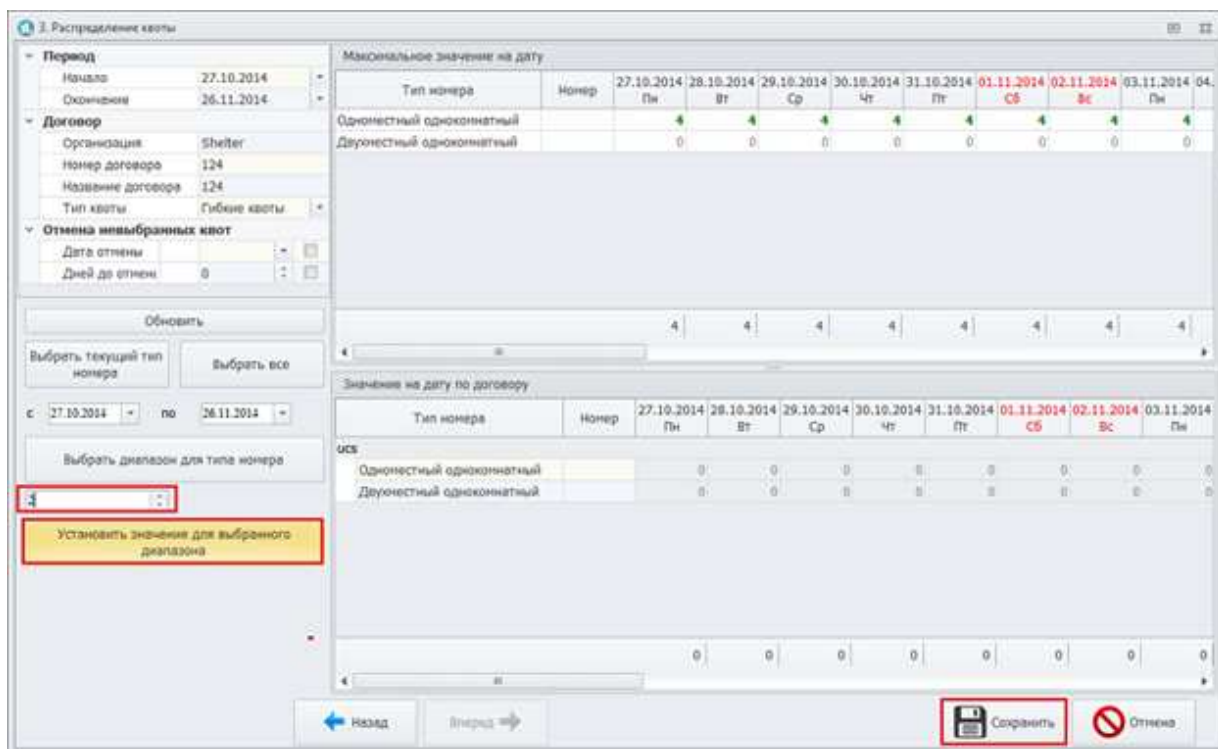 3. Распределение квоты
Период
Начало 27.10.2014
Окончание 26.11.2014
Договор
Организация Shelter
Номер договора 124
Название договора 124
Тип квоты Гибкие квоты
Отмена невыбранных квот
Дата отмены
Дней до отмены 0
Обновить
Выбрать текущий тип номера
Выбрать все
с 27.10.2014 по 26.11.2014
Выбрать диапазон для типа номера
Установить значение для выбранного диапазона
Максимальное значение на дату
Тип номера Номер 27.10.2014 Пн 28.10.2014 Вт 29.10.2014 Ср 30.10.2014 Чт 31.10.2014 Пт 01.11.2014 Сб 02.11.2014 Вс 03.11.2014 Пн 04.
Одноместный однокомнатный 4 4 4 4 4 4 4 4
Двухместный однокомнатный 0 0 0 0 0 0 0 0
4 4 4 4 4 4 4 4
Значение на дату по договору
Тип номера Номер 27.10.2014 Пн 28.10.2014 Вт 29.10.2014 Ср 30.10.2014 Чт 31.10.2014 Пт 01.11.2014 Сб 02.11.2014 Вс 03.11.2014 Пн
UCS
Одноместный однокомнатный 0 0 0 0 0 0 0 0
Двухместный однокомнатный 0 0 0 0 0 0 0 0
0 0 0 0 0 0 0 0
Назад
Вперед
Сохранить
Отмена